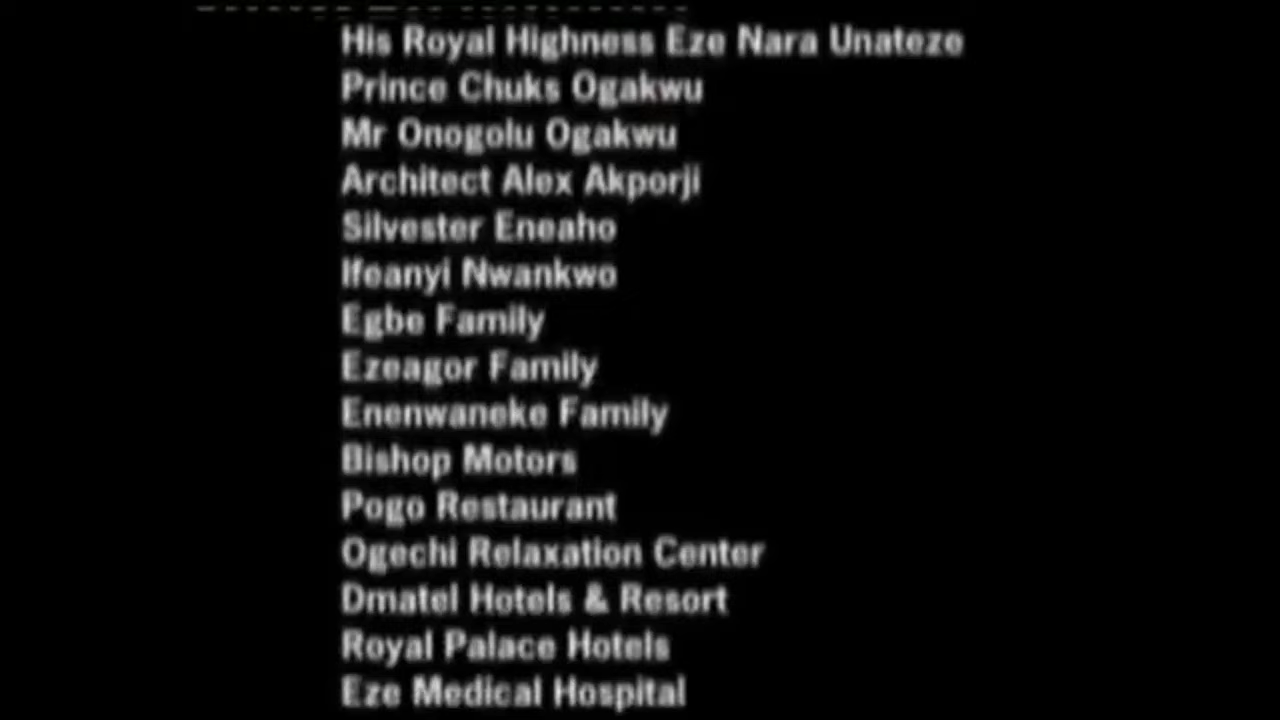 His Royal Highness Eze Nara Unateze
Prince Chuks Ogakwu
Mr Onogolu Ogakwu
Architect Alex Akporji
Silvester Eneaho
Ifeanyi Nwankwo
Egbe Family
Ezeagor Family
Enenwaneke Family
Bishop Motors
Pogo Restaurant
Ogechi Relaxation Center
Dmatel Hotels & Resort
Royal Palace Hotels
Eze Medical Hospital